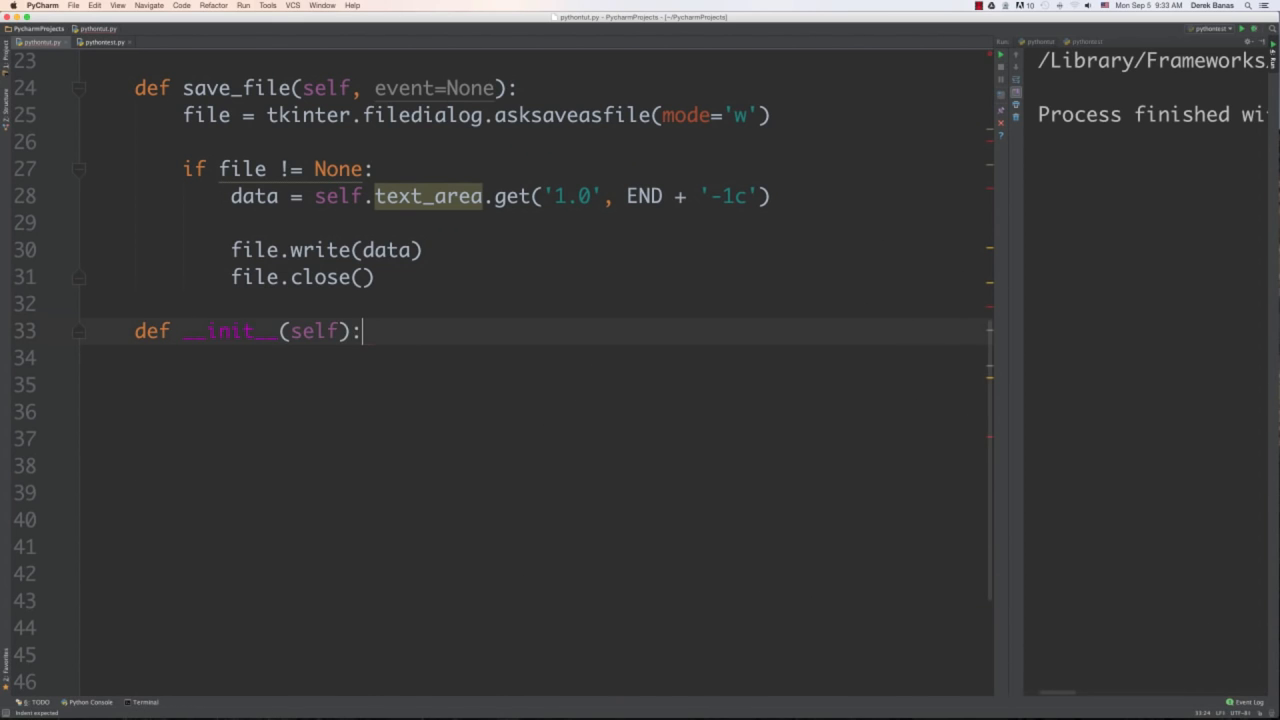 PyCharm File Edit View Navigate Code Refactor Run Tools VCS Window Help 10 Mon Sep 5 9:33 AM Derek Banas
pythontut.py - PycharmProjects - [~/PycharmProjects]
PycharmProjects pythontut.py pythontest
pythontut.py pythontest.py Run: pythontut pythontest
1: Project
Z: Structure
2: Favorites
4: Run
23
24 def save_file(self, event=None):
25 file = tkinter.filedialog.asksaveasfile(mode='w')
26
27 if file != None:
28 data = self.text_area.get('1.0', END + '-1c')
29
30 file.write(data)
31 file.close()
32
33 def __init__(self):
34
35
36
37
38
39
40
41
42
43
44
45
46
/Library/Frameworks
Process finished wi
6: TODO Python Console Terminal Event Log
Indent expected 33:24 LF÷ UTF-8÷